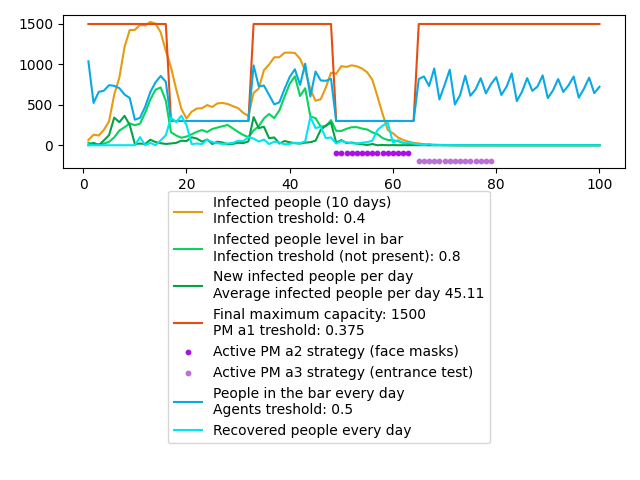 1500
1000
500
0
0 20 40 60 80 100
Infected people (10 days)
Infection treshold: 0.4
Infected people level in bar
Infection treshold (not present): 0.8
New infected people per day
Average infected people per day 45.11
Final maximum capacity: 1500
PM a1 treshold: 0.375
Active PM a2 strategy (face masks)
Active PM a3 strategy (entrance test)
People in the bar every day
Agents treshold: 0.5
Recovered people every day